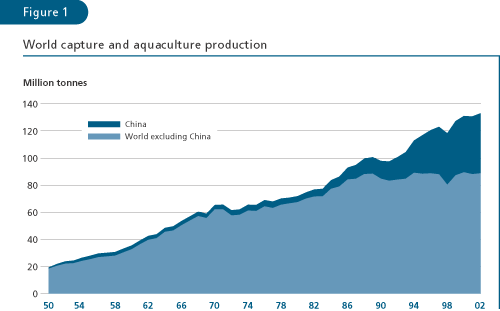 Figure 1
World capture and aquaculture production
Million tonnes
140
120
100
80
60
40
20
0
China
World excluding China
50 54 58 62 66 70 74 78 82 86 90 94 98 02